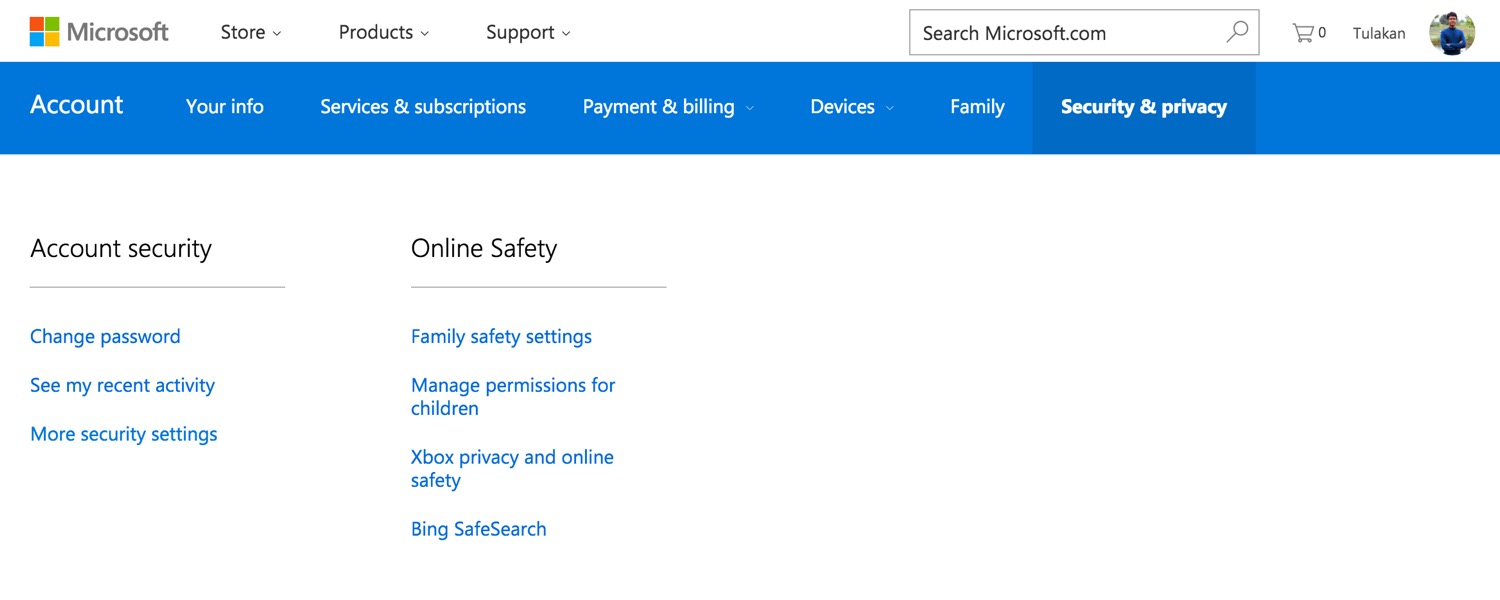 Microsoft Store Products Support Search Microsoft.com 0 Tulakan
Account Your info Services & subscriptions Payment & billing Devices Family Security & privacy
Account security
Change password
See my recent activity
More security settings
Online Safety
Family safety settings
Manage permissions for
children
Xbox privacy and online
safety
Bing SafeSearch